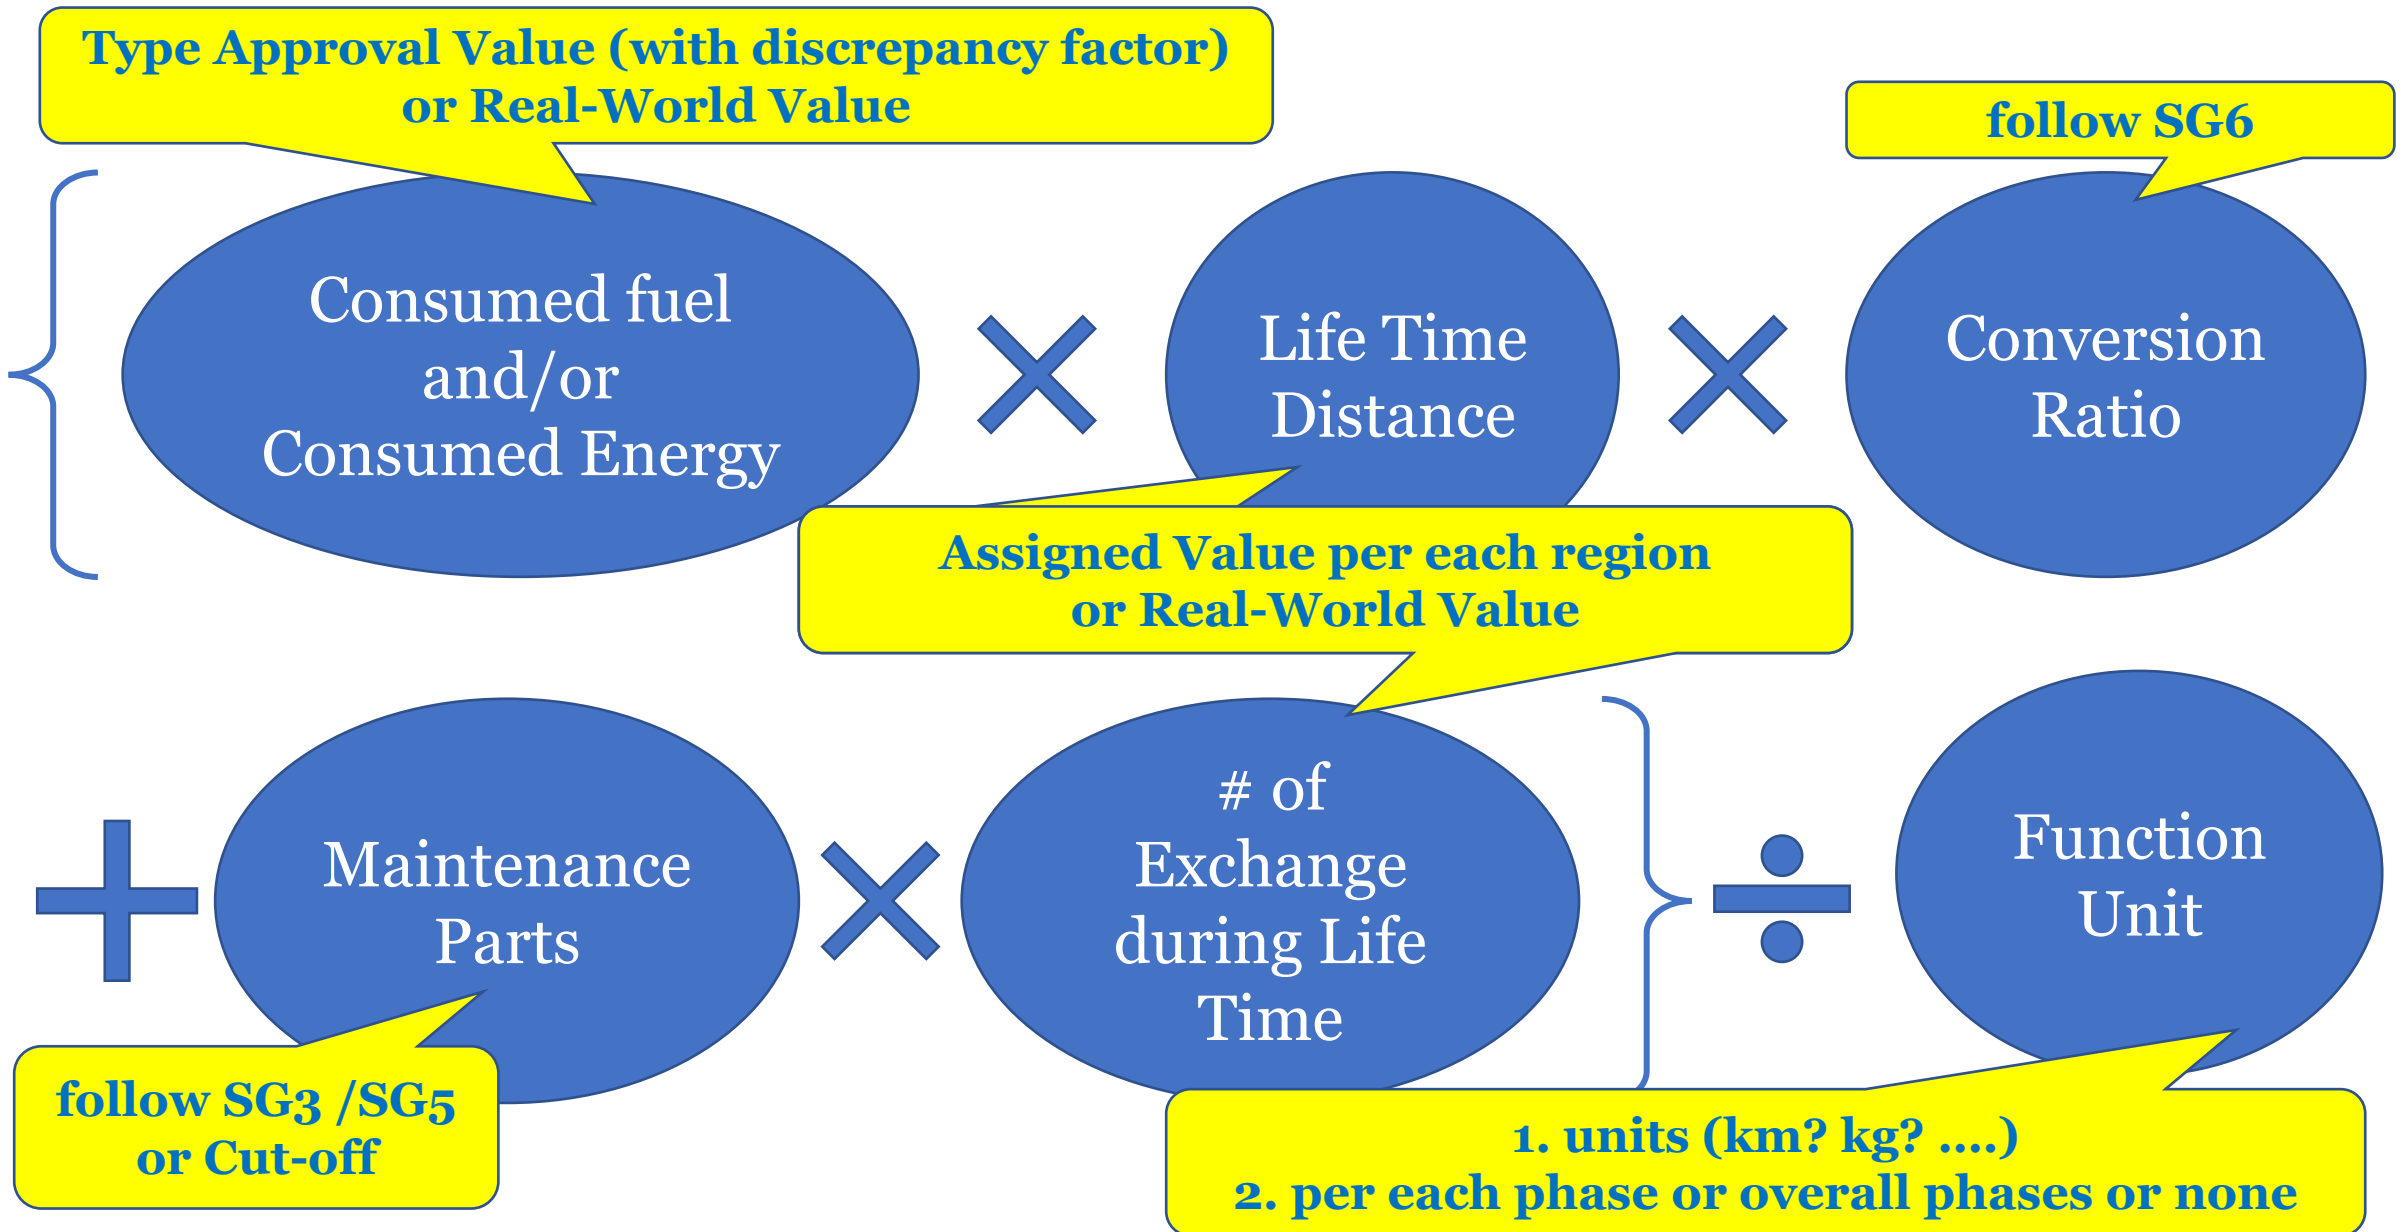 Type Approval Value (with discrepancy factor)
or Real-World Value
follow SG6
Consumed fuel
and/or
Consumed Energy
Life Time
Distance
Conversion
Ratio
Assigned Value per each region
or Real-World Value
Maintenance
Parts
# of
Exchange
during Life
Time
Function
Unit
follow SG3 /SG5
or Cut-off
1. units (km? kg? ....)
2. per each phase or overall phases or none